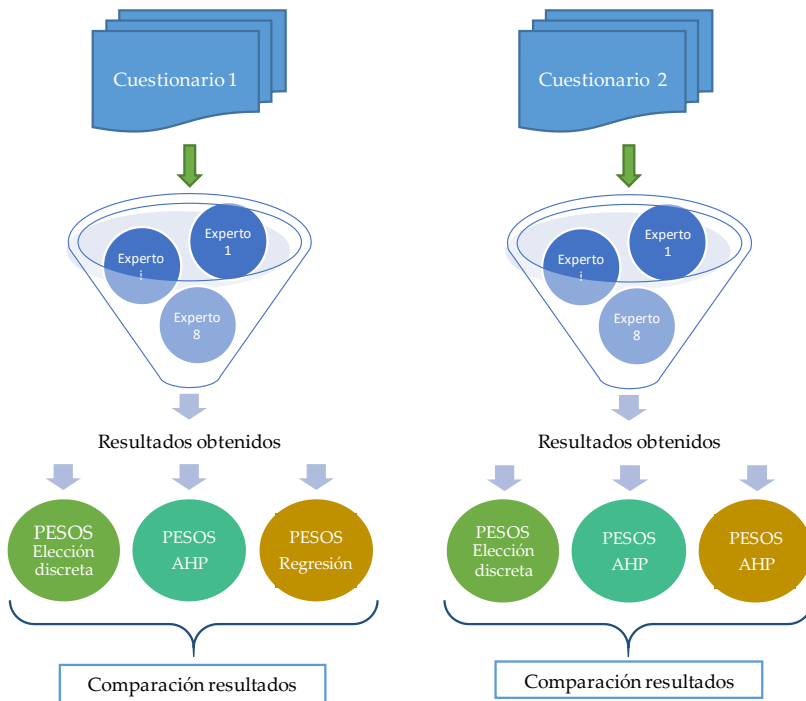 Cuestionario 1
Experto
1
Experto
i
Experto
8
Resultados obtenidos
PESOS
Elección
discreta
PESOS
AHP
PESOS
Regresión
Comparación resultados
Cuestionario 2
Experto
1
Experto
i
Experto
8
Resultados obtenidos
PESOS
Elección
discreta
PESOS
AHP
PESOS
AHP
Comparación resultados